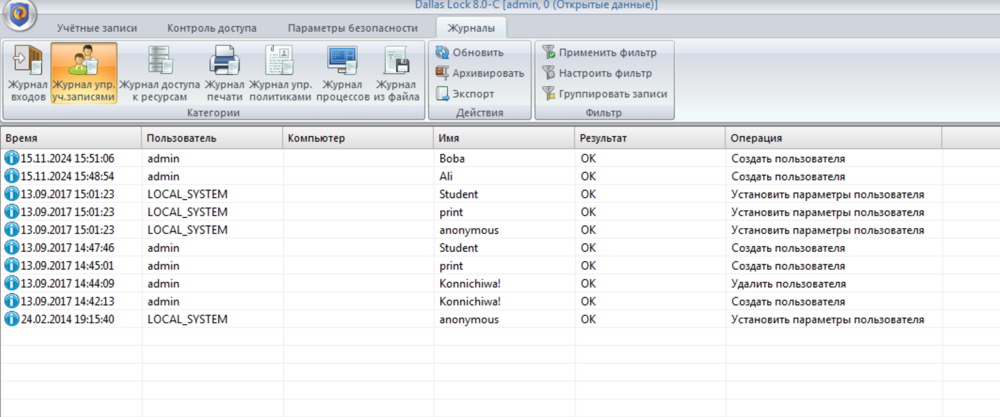 Dallas Lock 8.0-C [admin, 0 (Открытые данные)]
Учётные записи Контроль доступа Параметры безопасности Журналы
Журнал входов
Журнал упр. уч.записями
Журнал доступа к ресурсам
Журнал печати
Журнал упр. политиками
Журнал процессов
Журнал из файла
Категории
Обновить
Архивировать
Экспорт
Действия
Применить фильтр
Настроить фильтр
Группировать записи
Фильтр
Время Пользователь Компьютер Имя Результат Операция
15.11.2024 15:51:06 admin Boba OK Создать пользователя
15.11.2024 15:48:54 admin Ali OK Создать пользователя
13.09.2017 15:01:23 LOCAL_SYSTEM Student OK Установить параметры пользователя
13.09.2017 15:01:23 LOCAL_SYSTEM print OK Установить параметры пользователя
13.09.2017 15:01:23 LOCAL_SYSTEM anonymous OK Установить параметры пользователя
13.09.2017 14:47:46 admin Student OK Создать пользователя
13.09.2017 14:45:01 admin print OK Создать пользователя
13.09.2017 14:44:09 admin Konnichiwa! OK Удалить пользователя
13.09.2017 14:42:13 admin Konnichiwa! OK Создать пользователя
24.02.2014 19:15:40 LOCAL_SYSTEM anonymous OK Установить параметры пользователя